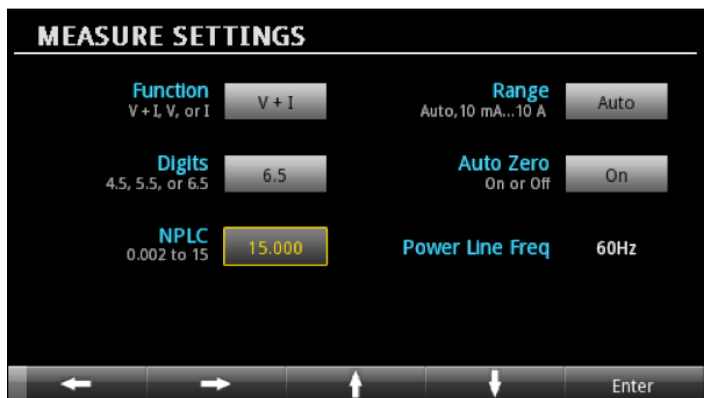 MEASURE SETTINGS
Function
V + I, V, or I
V + I
Range
Auto, 10 mA...10 A
Auto
Digits
4.5, 5.5, or 6.5
6.5
Auto Zero
On or Off
On
NPLC
0.002 to 15
15.000
Power Line Freq
60Hz
Enter